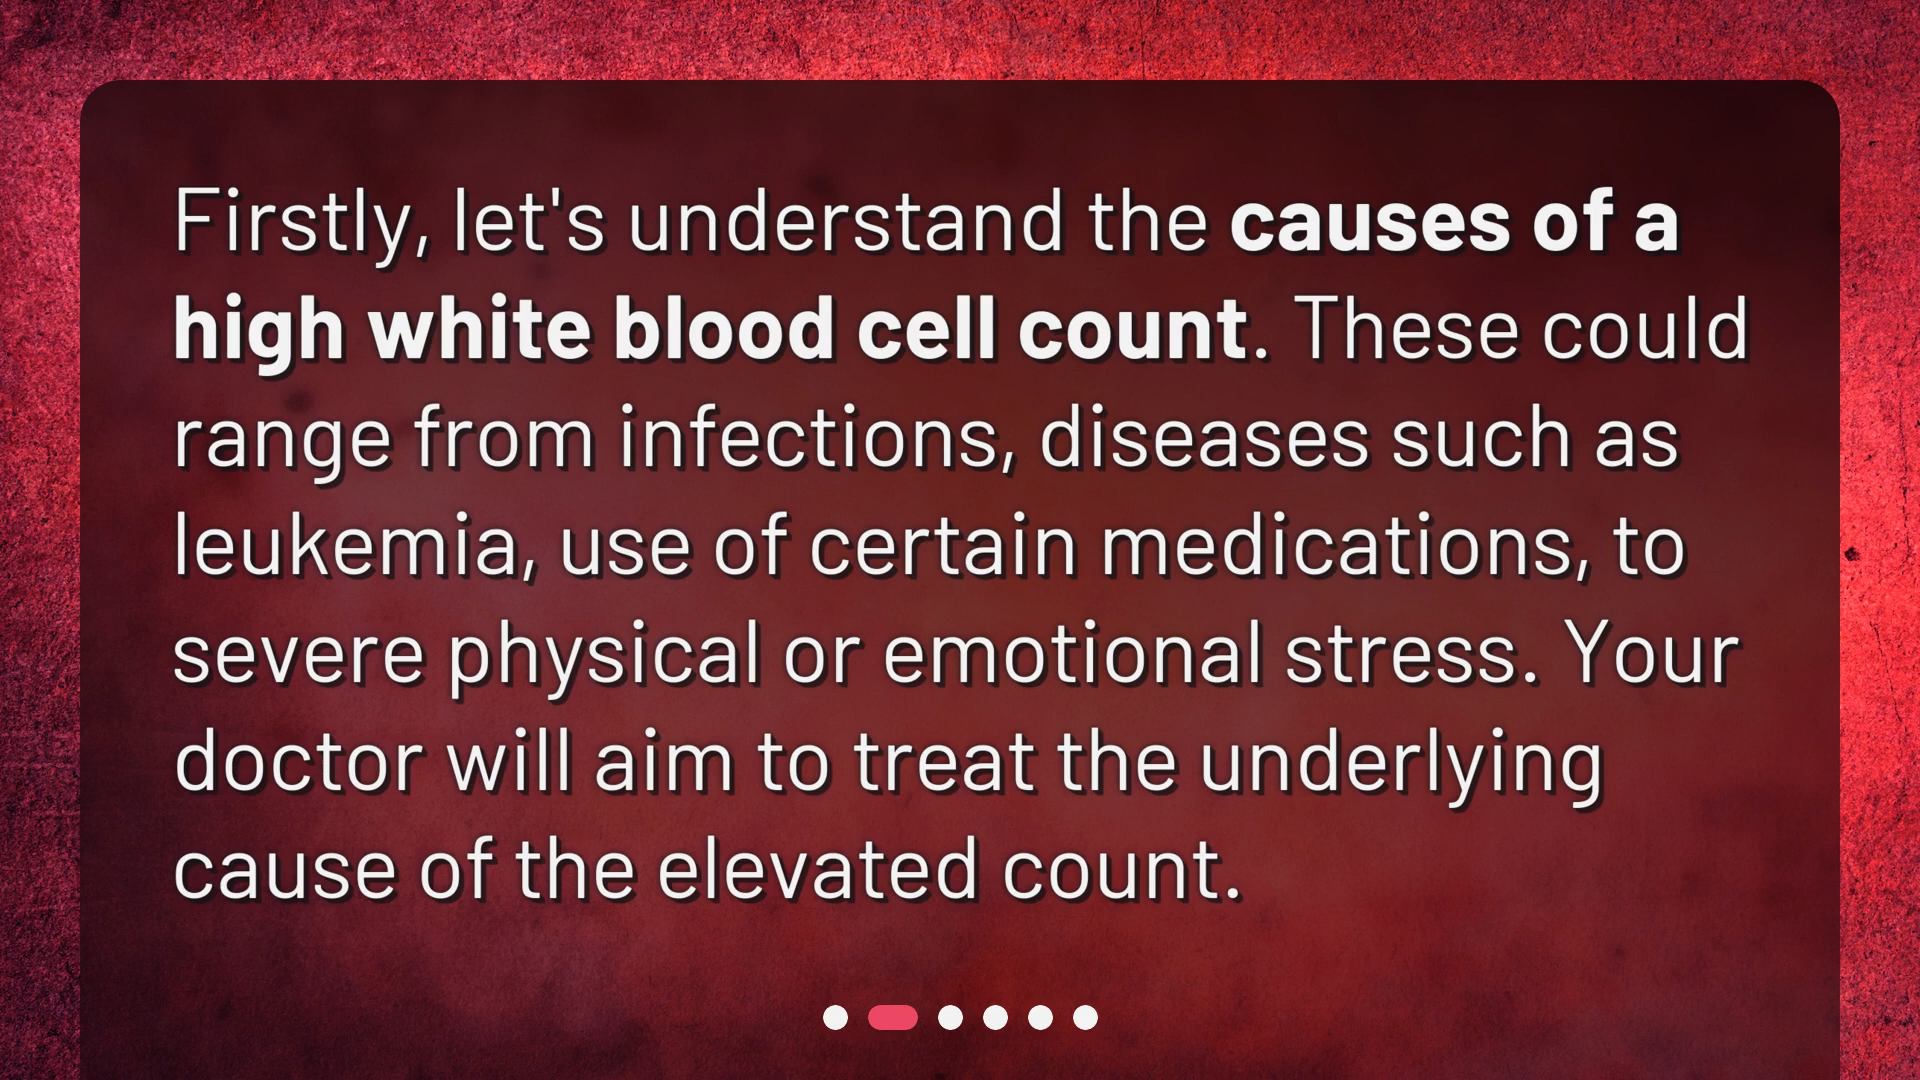 Firstly, let's understand the causes of a
high white blood cell count. These could
range from infections, diseases such as
leukemia, use of certain medications, to
severe physical or emotional stress. Your
doctor will aim to treat the underlying
cause of the elevated count.